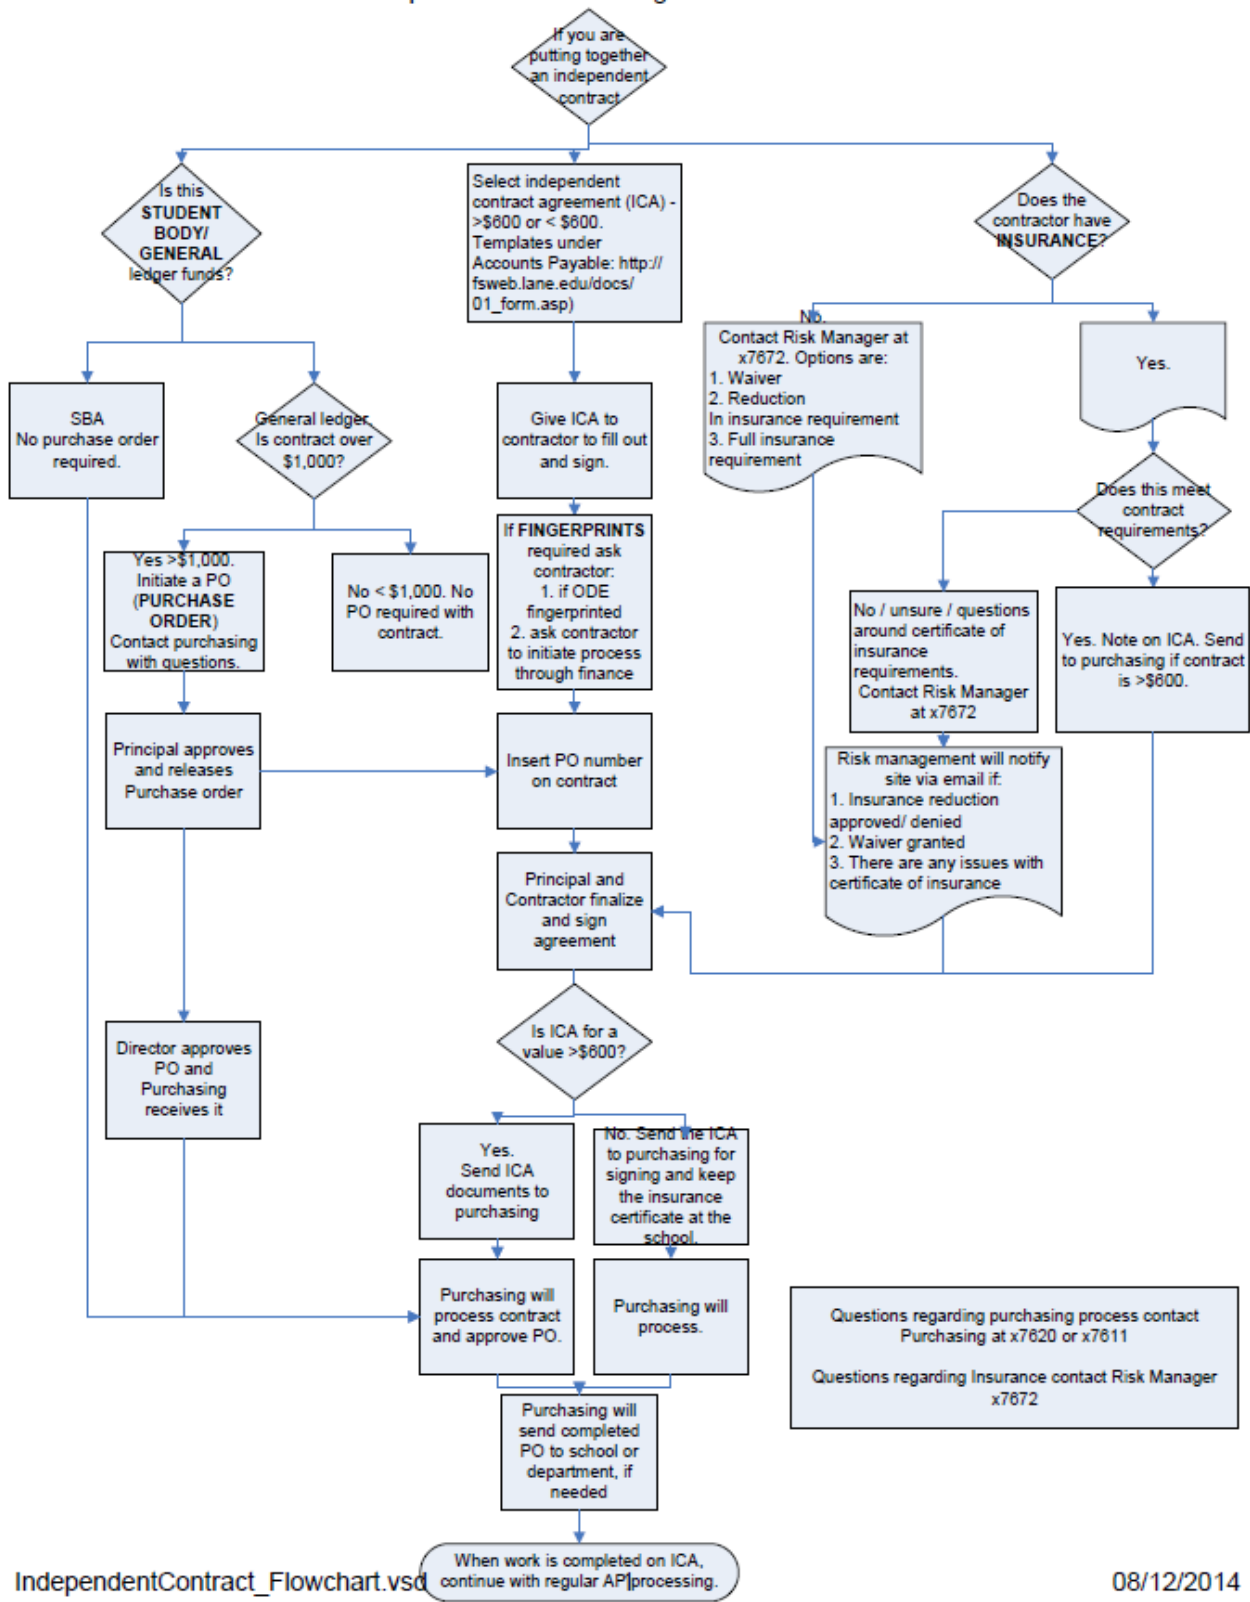 If you are
putting together
an independent
contract
Is this
STUDENT
BODY/
GENERAL
ledger funds?
Select independent
contract agreement (ICA) -
>$600 or < $600.
Templates under
Accounts Payable: http://
fsweb.lane.edu/docs/
01_form.asp)
Does the
contractor have
INSURANCE?
No.
Contact Risk Manager at
x7672. Options are:
1. Waiver
2. Reduction
In insurance requirement
3. Full insurance
requirement
Yes.
SBA
No purchase order
required.
General ledger.
Is contract over
$1,000?
Give ICA to
contractor to fill out
and sign.
Does this meet
contract
requirements?
Yes >$1,000.
Initiate a PO
(PURCHASE
ORDER)
Contact purchasing
with questions.
No < $1,000. No
PO required with
contract.
If FINGERPRINTS
required ask
contractor:
1. if ODE
fingerprinted
2. ask contractor
to initiate process
through finance
No / unsure / questions
around certificate of
insurance
requirements.
Contact Risk Manager
at x7672
Yes. Note on ICA. Send
to purchasing if contract
is >$600.
Principal approves
and releases
Purchase order
Insert PO number
on contract
Risk management will notify
site via email if:
1. Insurance reduction
approved/ denied
2. Waiver granted
3. There are any issues with
certificate of insurance
Principal and
Contractor finalize
and sign
agreement
Is ICA for a
value >$600?
Director approves
PO and
Purchasing
receives it
Yes.
Send ICA
documents to
purchasing
No. Send the ICA
to purchasing for
signing and keep
the insurance
certificate at the
school.
Purchasing will
process contract
and approve PO.
Purchasing will
process.
Questions regarding purchasing process contact
Purchasing at x7620 or x7611
Questions regarding Insurance contact Risk Manager
x7672
Purchasing will
send completed
PO to school or
department, if
needed
When work is completed on ICA,
continue with regular AP processing.
IndependentContract_Flowchart.vsd
1
08/12/2014